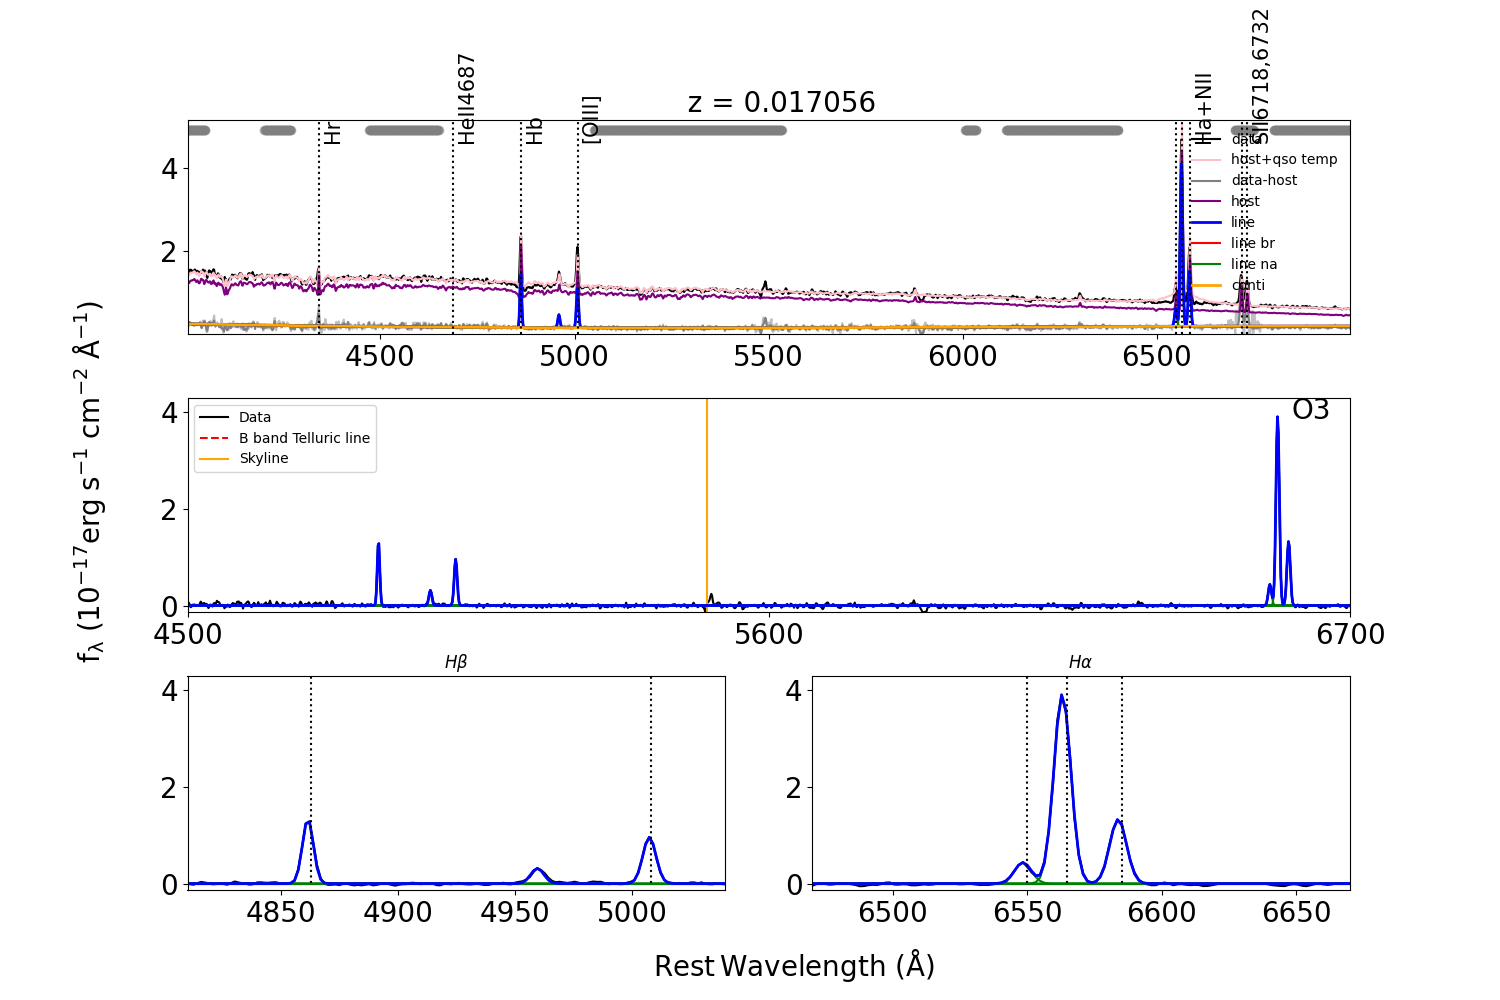 z = 0.017056
Hr
HeII4687
Hb
[OIII]
Ha+NII
SII6718,6732
data
host+qso temp
data-host
host
line
line br
line na
conti
4
2
4500 5000 5500 6000 6500
fλ (10⁻¹⁷erg s⁻¹ cm⁻² Å⁻¹)
Data
B band Telluric line
Skyline
O3
4
2
0
4500 5600 6700
Hβ
4
2
0
4850 4900 4950 5000
Hα
4
2
0
6500 6550 6600 6650
Rest Wavelength (Å)